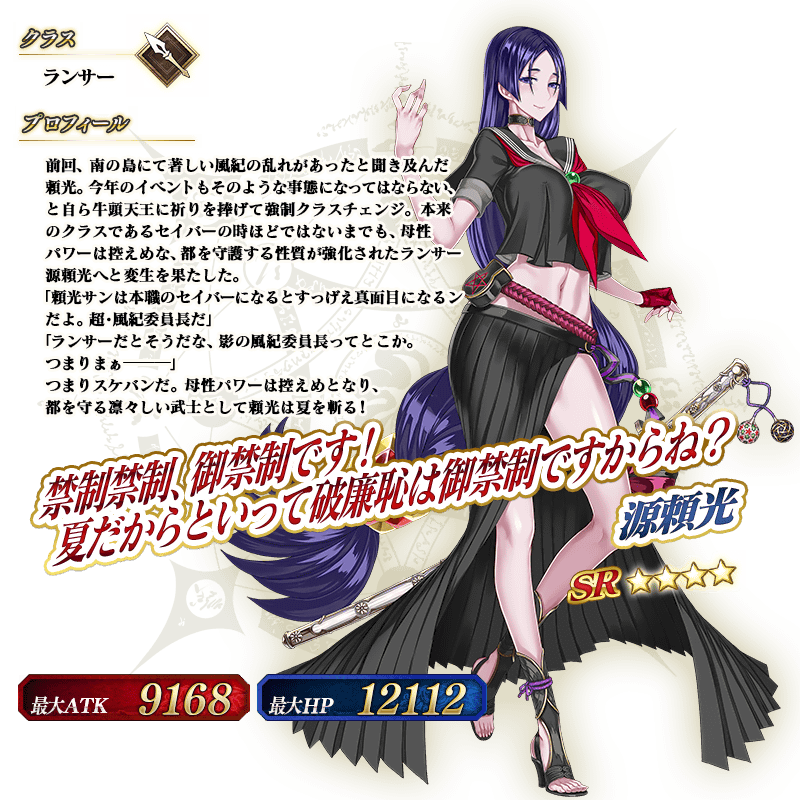 クラス
ランサー
プロフィール
前回、南の島にて著しい風紀の乱れがあったと聞き及んだ
頼光。今年のイベントもそのような事態になってはならない、
と自ら牛頭天王に祈りを捧げて強制クラスチェンジ。本来
のクラスであるセイバーの時ほどではないまでも、母性
パワーは控えめな、都を守護する性質が強化されたランサー
源頼光へと変生を果たした。
「頼光サンは本職のセイバーになるとすっげえ真面目になるン
だよ。超・風紀委員長だ」
「ランサーだとそうだな、影の風紀委員長ってとこか。
つまりまぁ―――」
つまりスケバンだ。母性パワーは控えめとなり、
都を守る凛々しい武士として頼光は夏を斬る！
禁制禁制、御禁制です！
夏だからといって破廉恥は御禁制ですからね？
源頼光
SR
最大ATK 9168
最大HP 12112